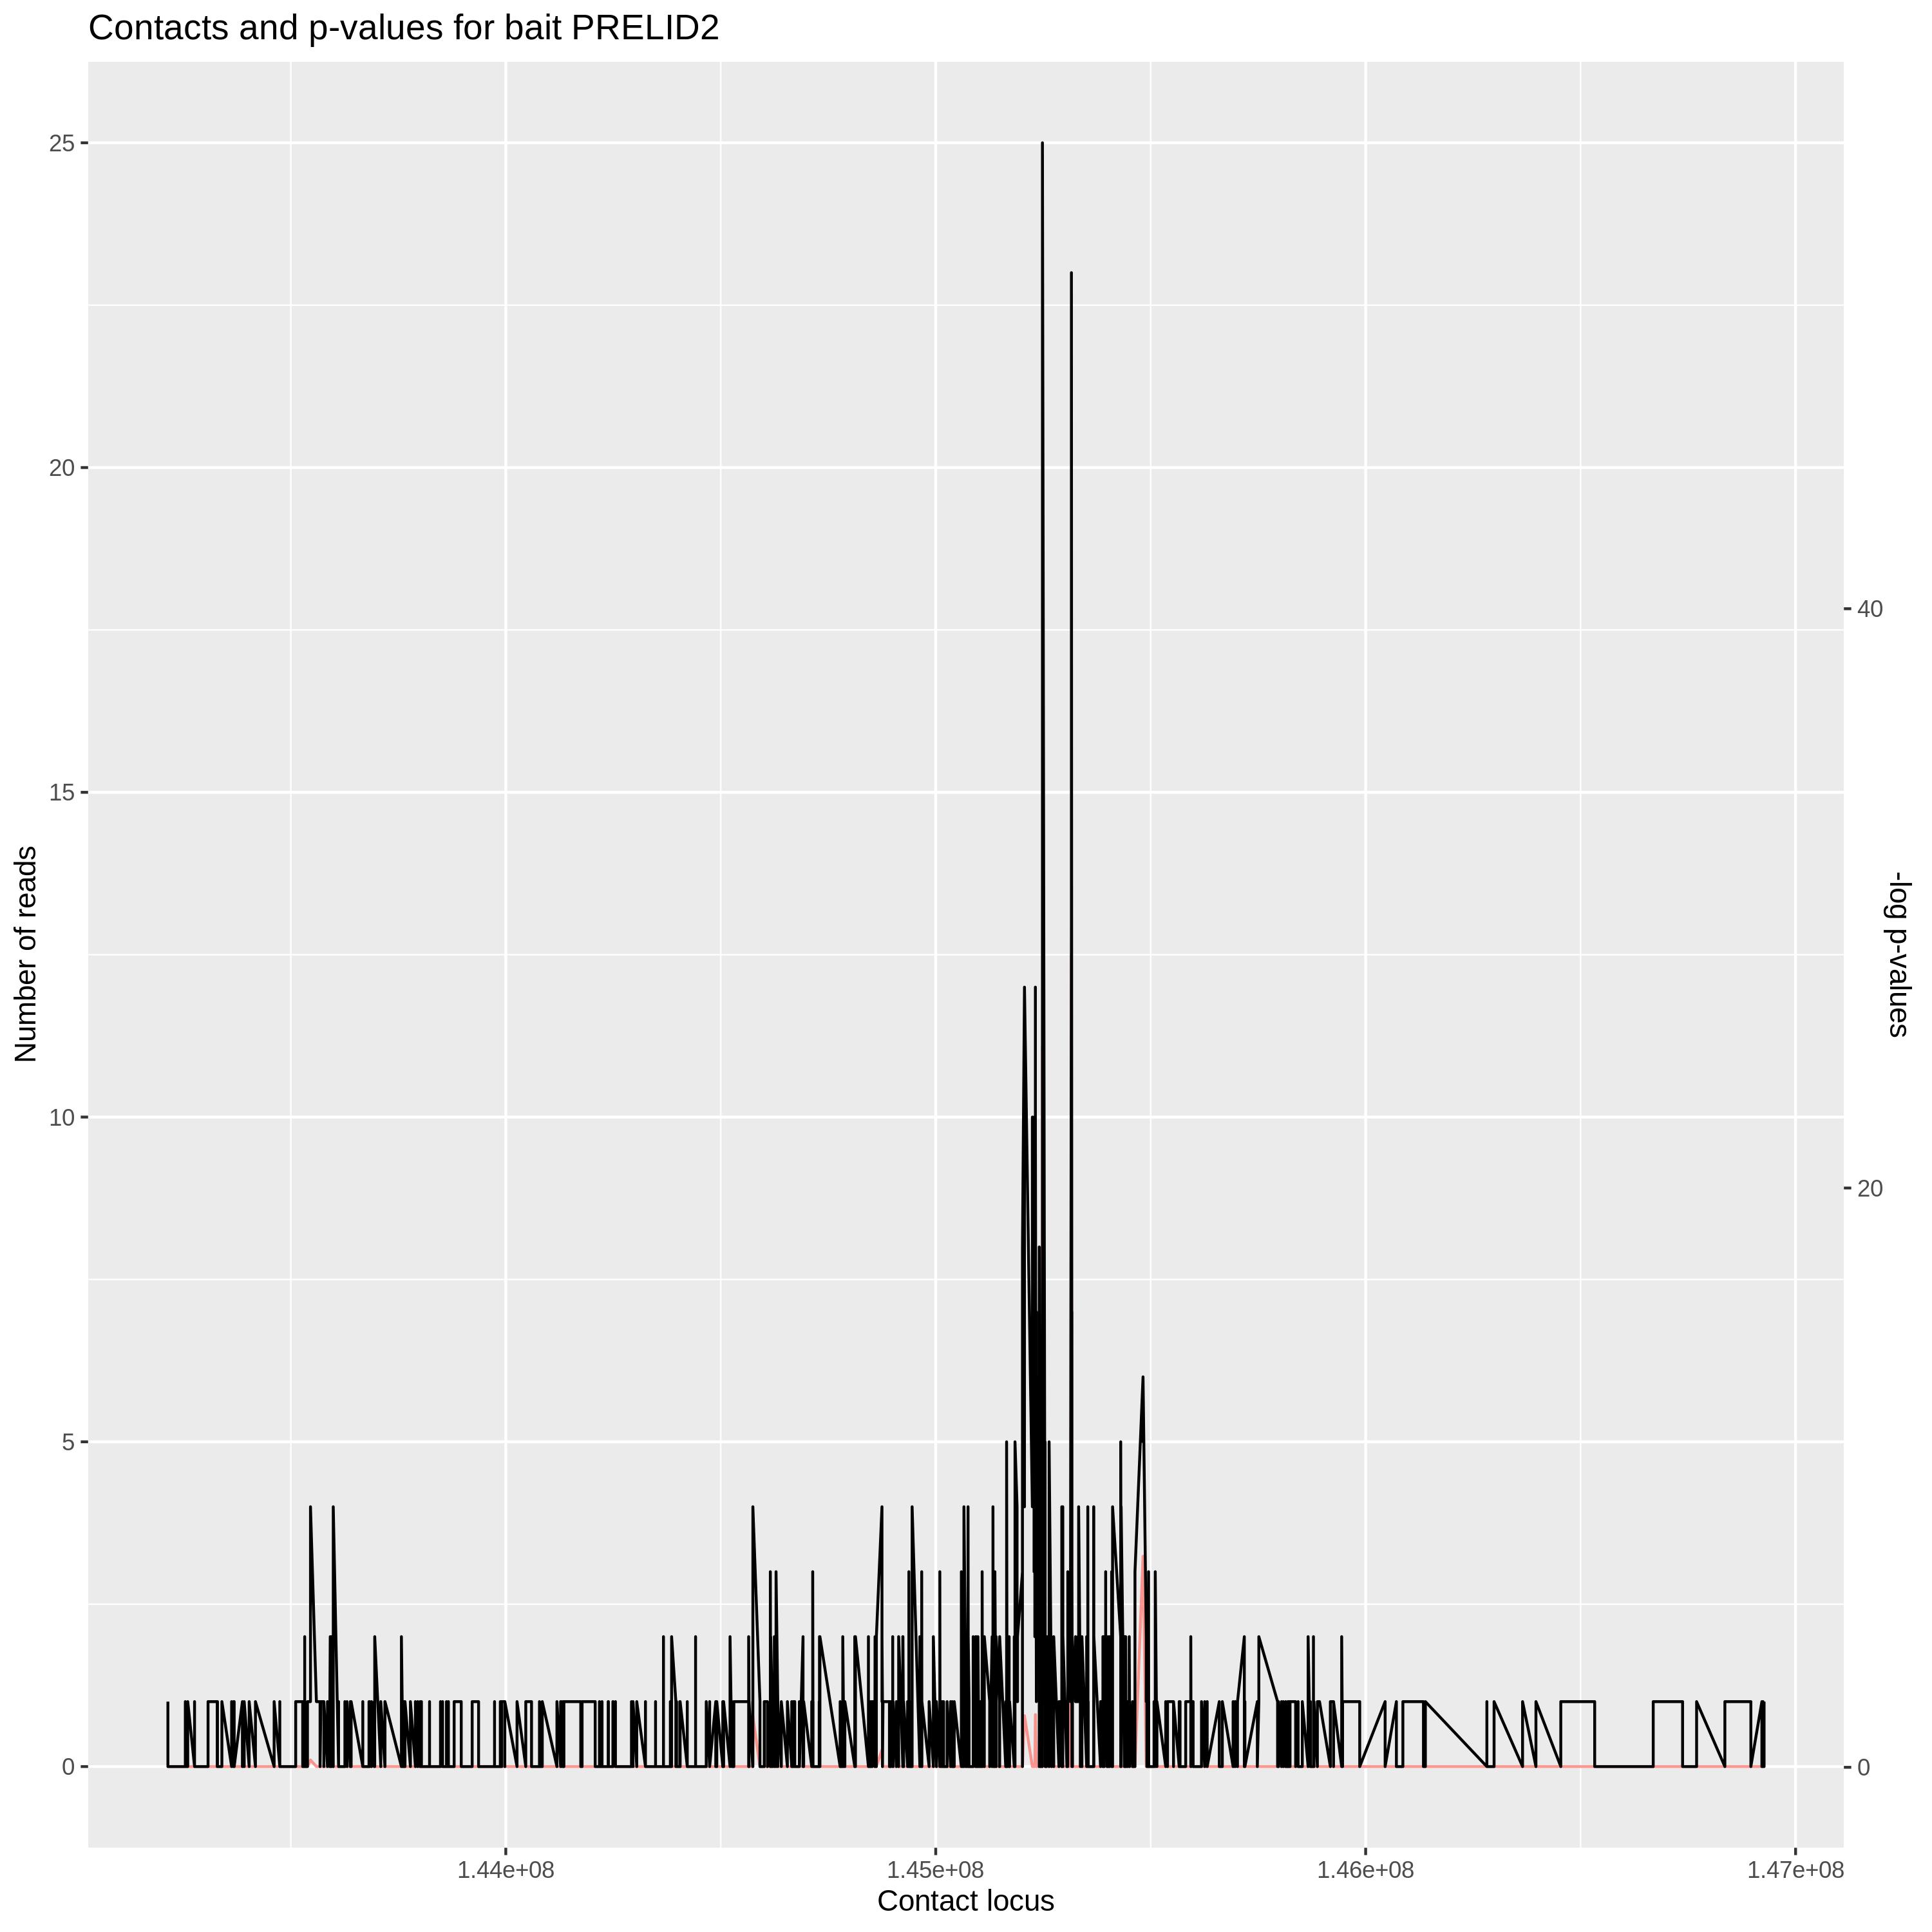 Contacts and p-values for bait PRELID2
25
20
15
10
5
0
Number of reads
40
20
0
-log p-values
1.44e+08
1.45e+08
1.46e+08
1.47e+08
Contact locus